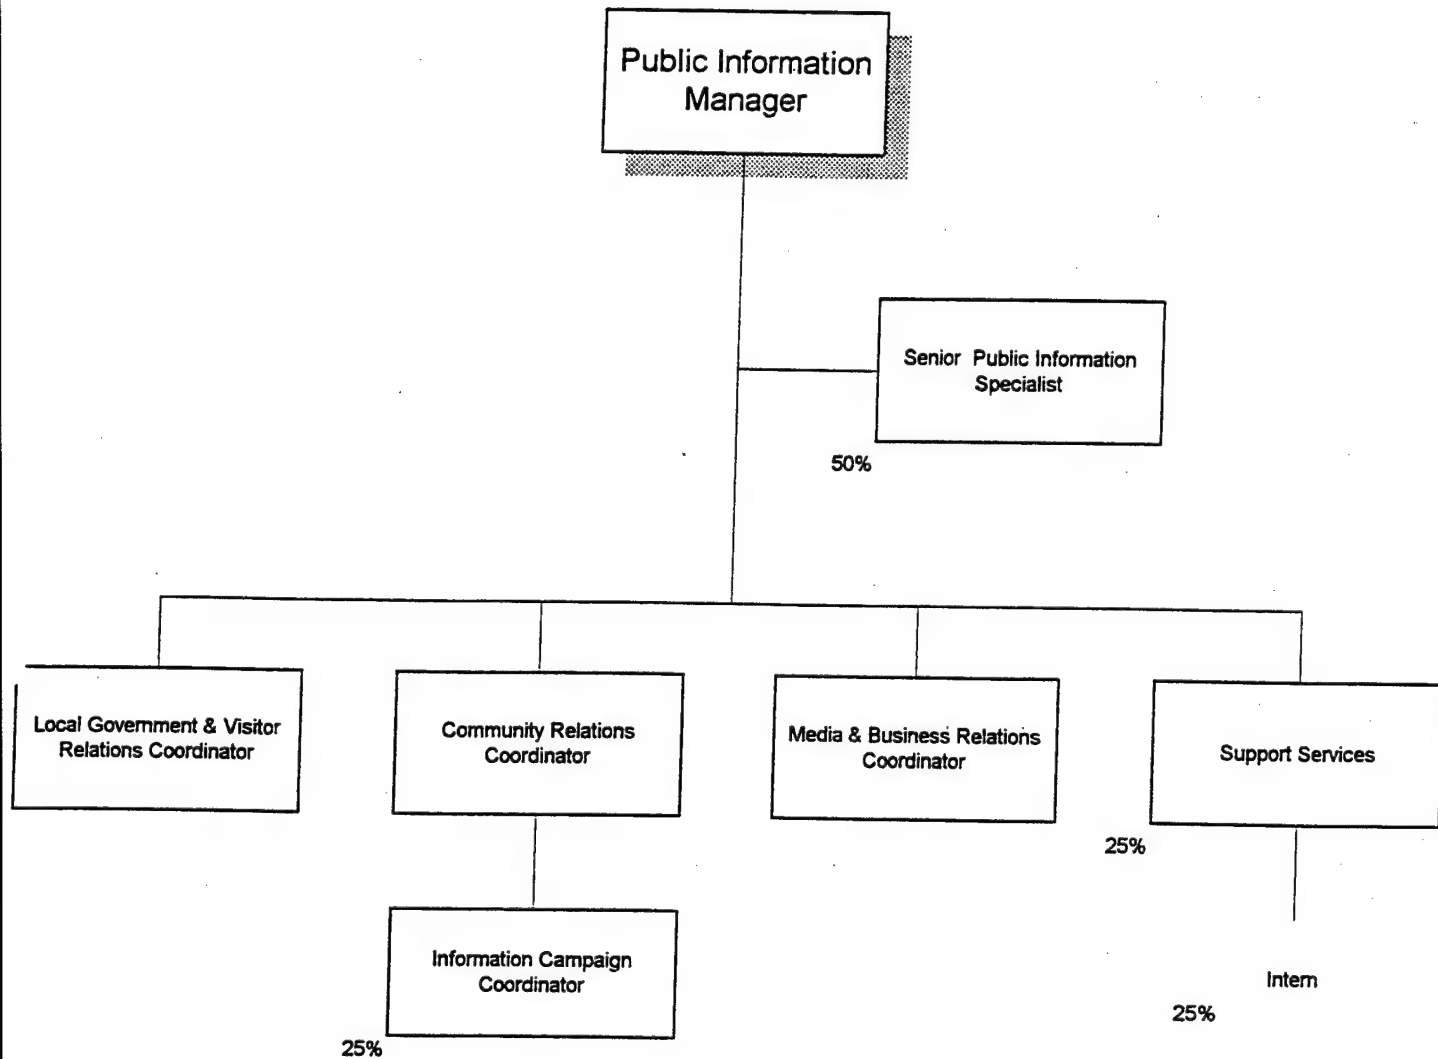 Public Information
Manager
Senior Public Information
Specialist
50%
Local Government & Visitor
Relations Coordinator
Community Relations
Coordinator
Media & Business Relations
Coordinator
Support Services
25%
Information Campaign
Coordinator
25%
Intern
25%